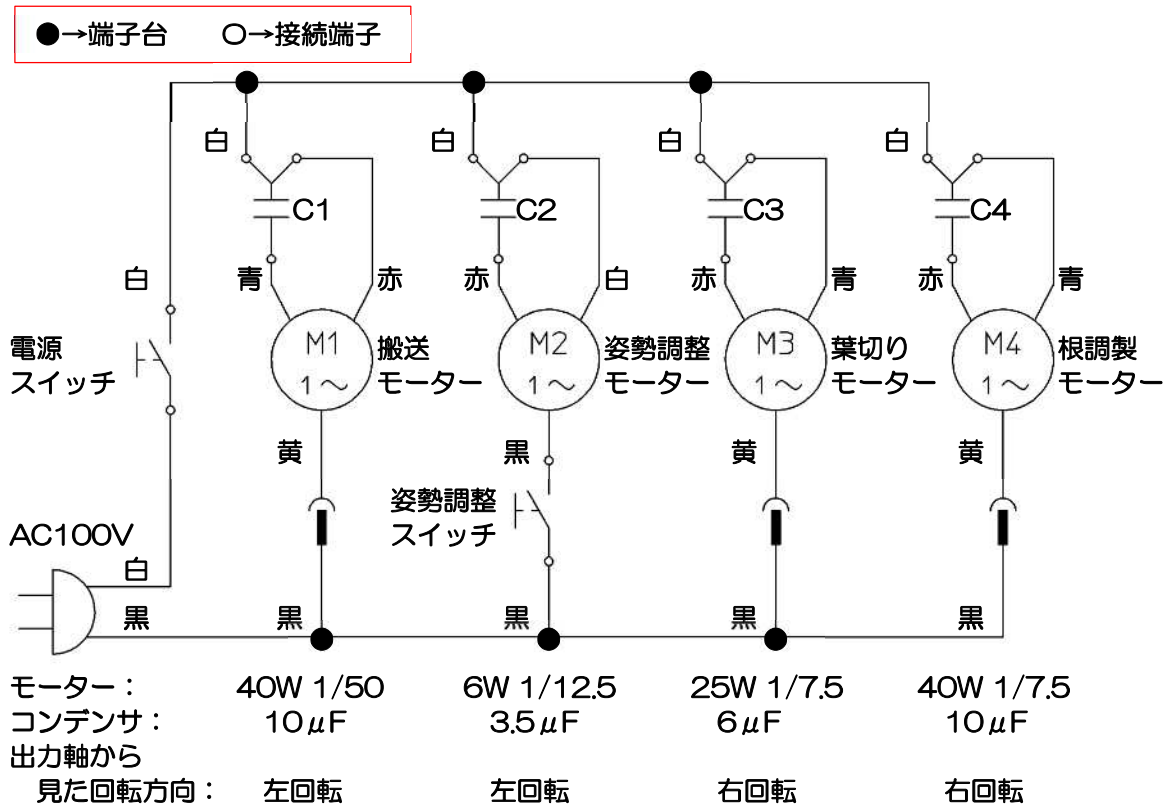 ●→端子台 ○→接続端子
白 白 白 白
C1 C2 C3 C4
白 青 赤 赤 白 赤 青 赤 青
電源
スイッチ
M1
1～
搬送
モーター
M2
1～
姿勢調整
モーター
M3
1～
葉切り
モーター
M4
1～
根調製
モーター
黄 黒 黄 黄
姿勢調整
スイッチ
AC100V
白
黒 黒 黒 黒 黒
モーター： 40W 1/50 6W 1/12.5 25W 1/7.5 40W 1/7.5
コンデンサ： 10μF 3.5μF 6μF 10μF
出力軸から
見た回転方向： 左回転 左回転 右回転 右回転